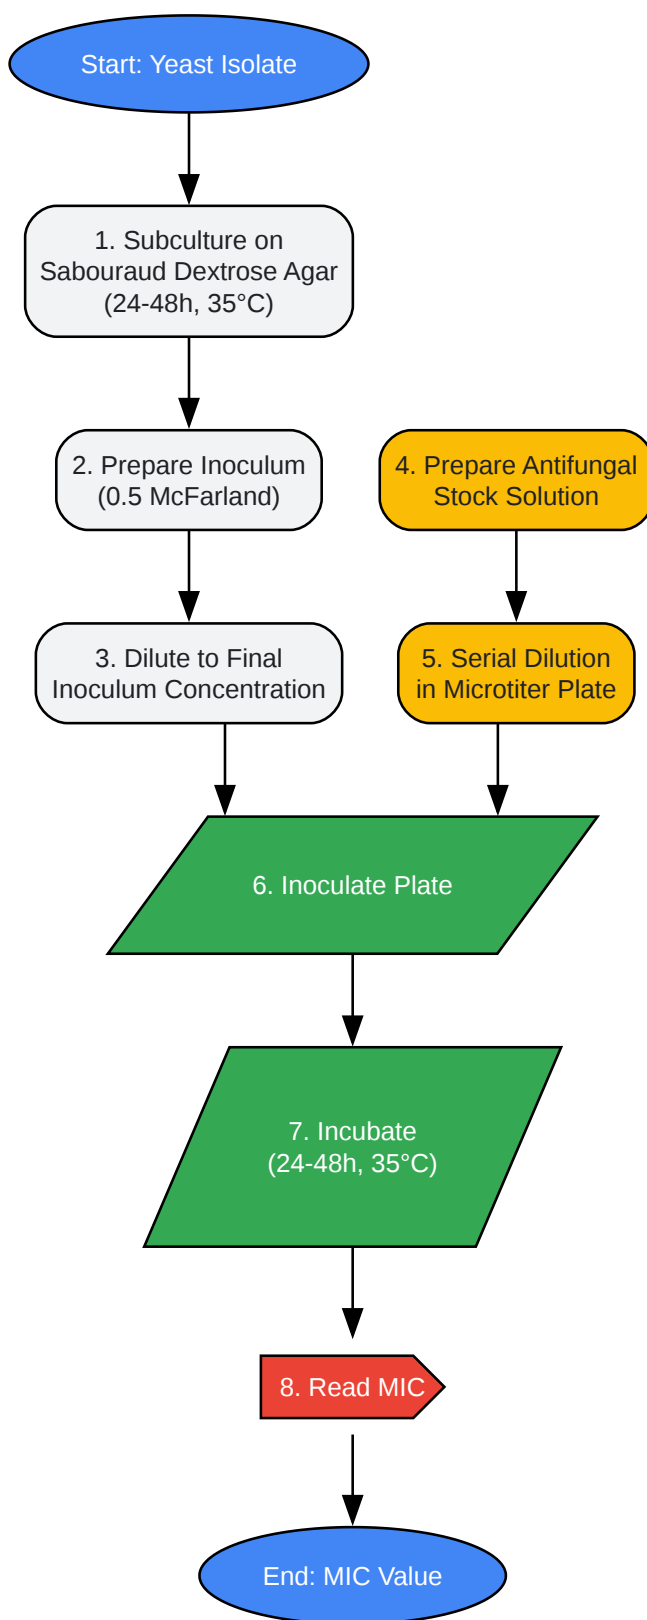 Start: Yeast Isolate
1. Subculture on
Sabouraud Dextrose Agar
(24-48h, 35°C)
2. Prepare Inoculum
(0.5 McFarland)
4. Prepare Antifungal
Stock Solution
3. Dilute to Final
Inoculum Concentration
5. Serial Dilution
in Microtiter Plate
6. Inoculate Plate
7. Incubate
(24-48h, 35°C)
8. Read MIC
End: MIC Value